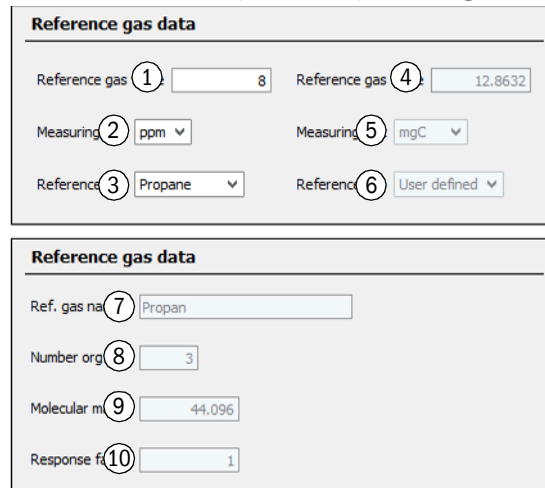 Reference gas data
Reference gas 1 8 Reference gas 4 e 12.8632
Measuring 2 ppm Measuring 5 mgC
Reference 3 Propane Reference 6 User defined
Reference gas data
Ref. gas na 7 Propan
Number org 8 3
Molecular m 9 44.096
Response fa 10 1